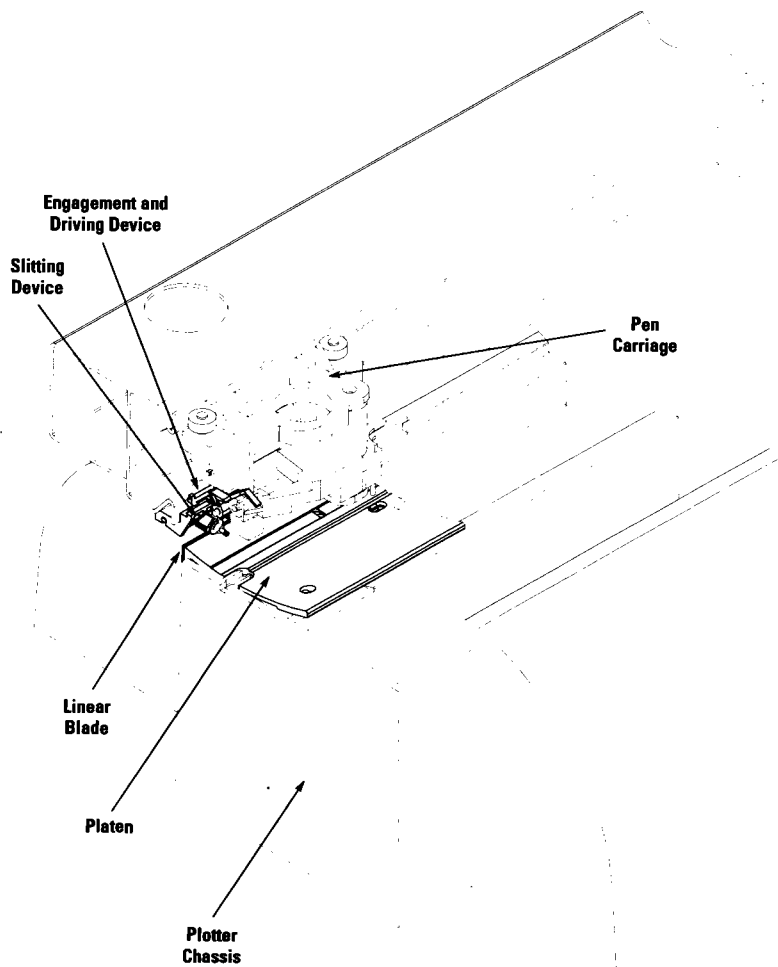 Engagement and
Driving Device
Slitting
Device
Pen
Carriage
Linear
Blade
Platen
Plotter
Chassis